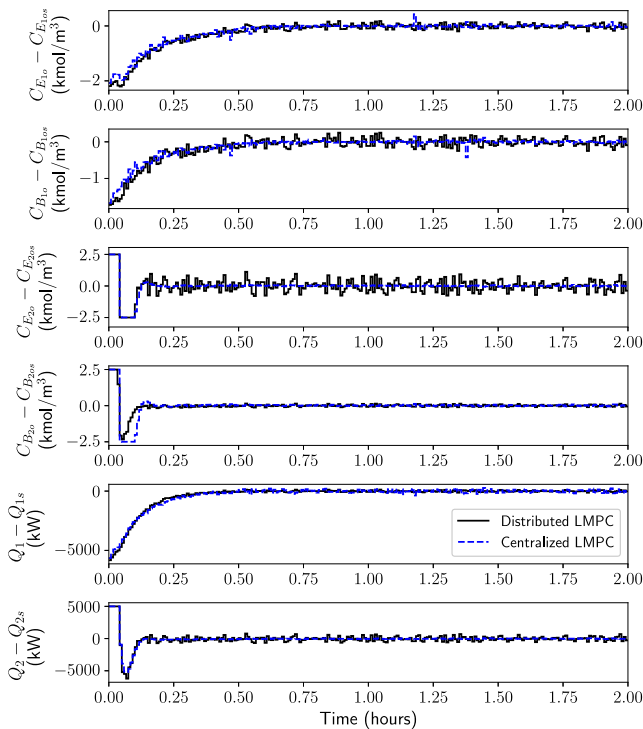 $C_{E_{1o}} - C_{E_{1os}}$
(kmol/m$^3$)
0
−2
0.00 0.25 0.50 0.75 1.00 1.25 1.50 1.75 2.00
$C_{B_{1o}} - C_{B_{1os}}$
(kmol/m$^3$)
0
−1
0.00 0.25 0.50 0.75 1.00 1.25 1.50 1.75 2.00
$C_{E_{2o}} - C_{E_{2os}}$
(kmol/m$^3$)
2.5
0.0
−2.5
0.00 0.25 0.50 0.75 1.00 1.25 1.50 1.75 2.00
$C_{B_{2o}} - C_{B_{2os}}$
(kmol/m$^3$)
2.5
0.0
−2.5
0.00 0.25 0.50 0.75 1.00 1.25 1.50 1.75 2.00
$Q_1 - Q_{1s}$
(kW)
0
−5000
Distributed LMPC
Centralized LMPC
0.00 0.25 0.50 0.75 1.00 1.25 1.50 1.75 2.00
$Q_2 - Q_{2s}$
(kW)
5000
0
−5000
0.00 0.25 0.50 0.75 1.00 1.25 1.50 1.75 2.00
Time (hours)